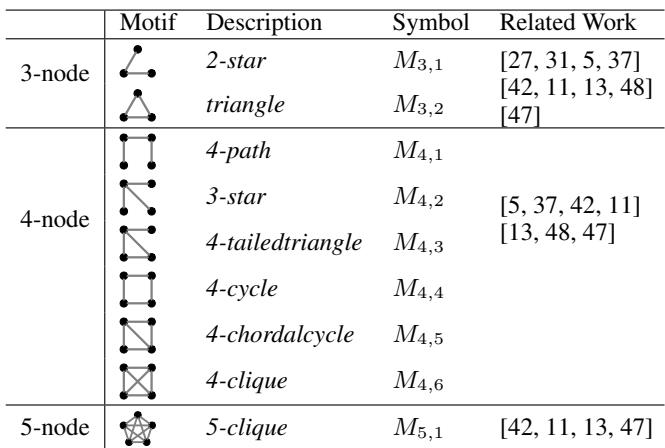 Motif Description Symbol Related Work
3-node
2-star M3,1 [27, 31, 5, 37]
[42, 11, 13, 48]
triangle M3,2 [47]
4-node
4-path M4,1
3-star M4,2
[5, 37, 42, 11]
[13, 48, 47]
4-tailedtriangle M4,3
4-cycle M4,4
4-chordalcycle M4,5
4-clique M4,6
5-node 5-clique M5,1 [42, 11, 13, 47]